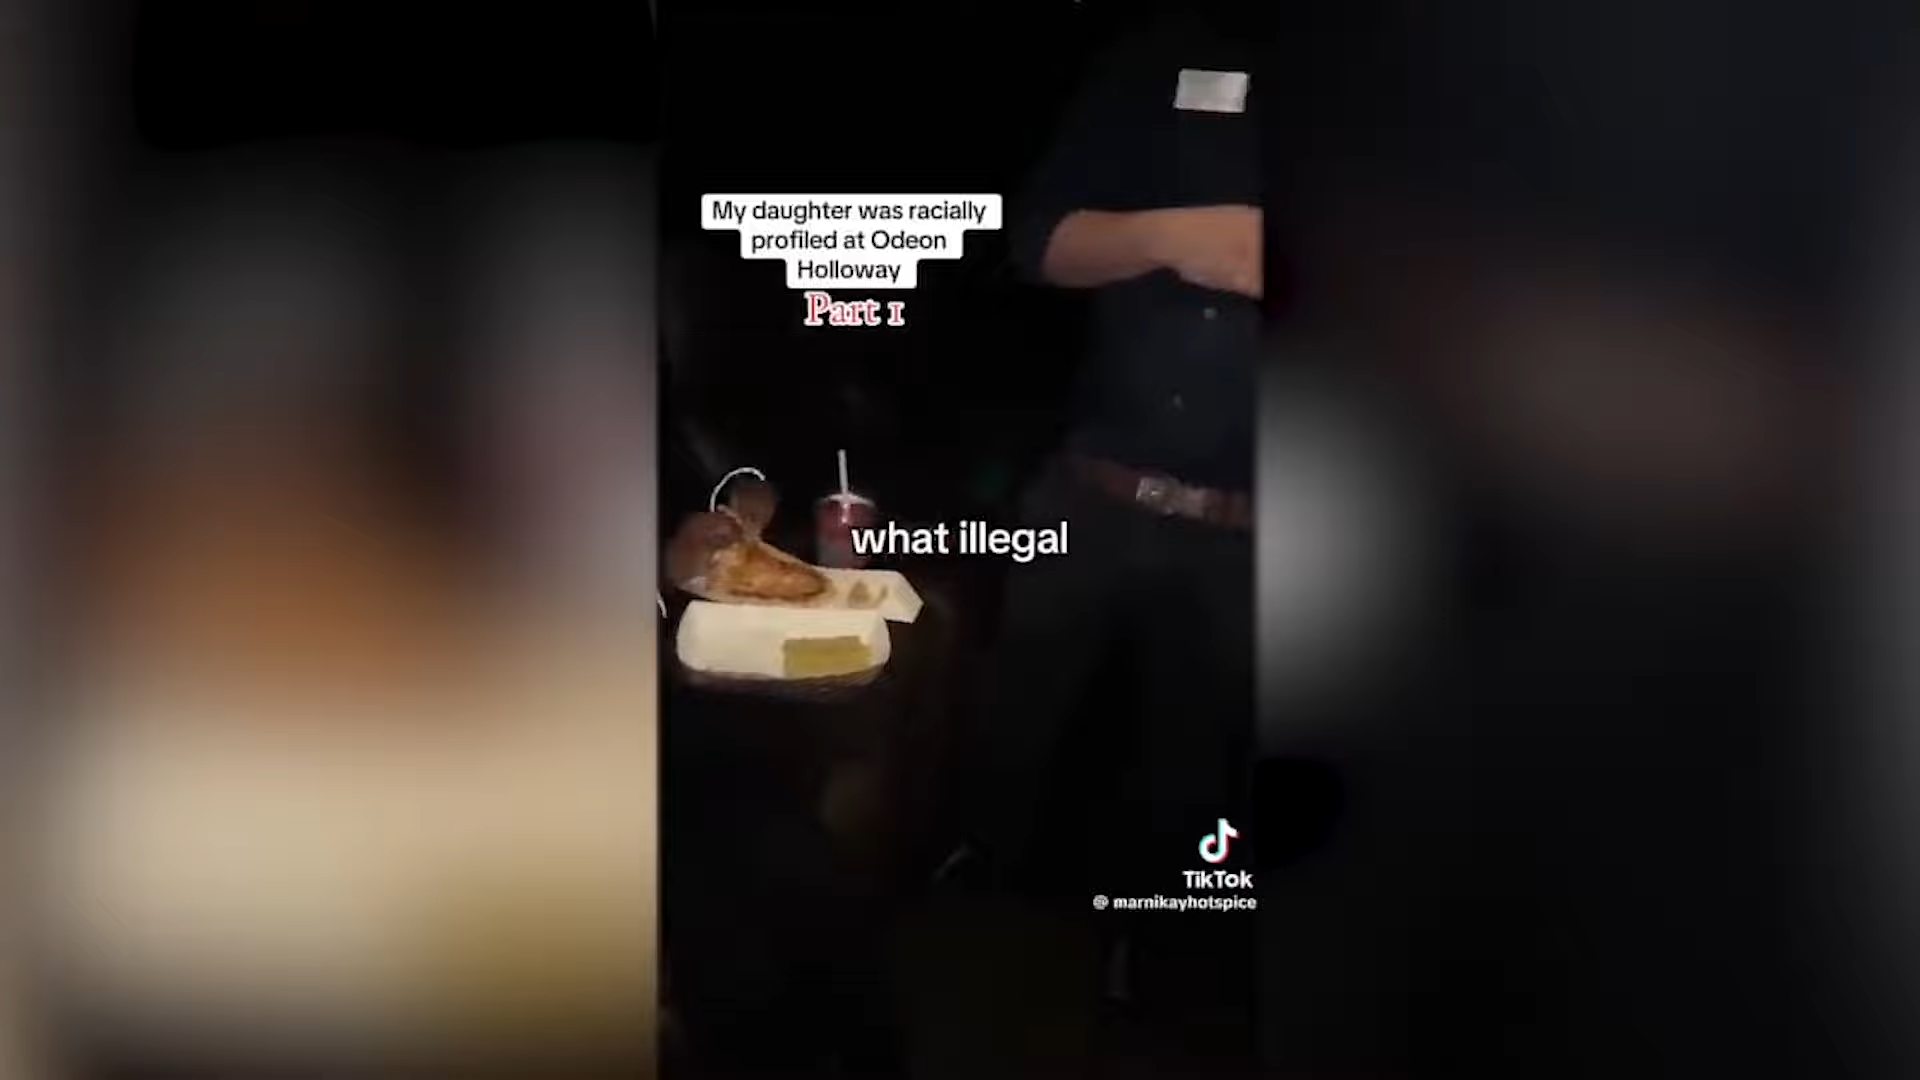 My daughter was racially
profiled at Odeon
Holloway
Part 1
what illegal
TikTok
@ marnikayhotspice